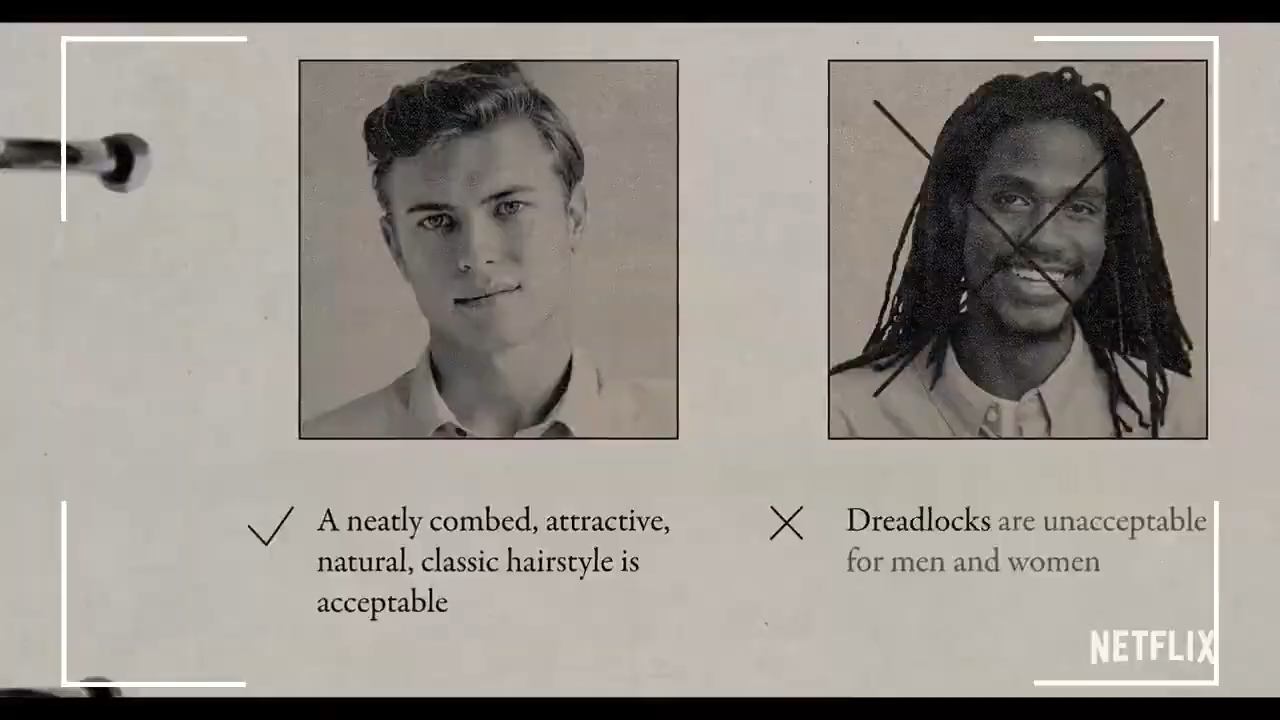 A neatly combed, attractive,
natural, classic hairstyle is
acceptable
Dreadlocks are unacceptable
for men and women
NETFLIX